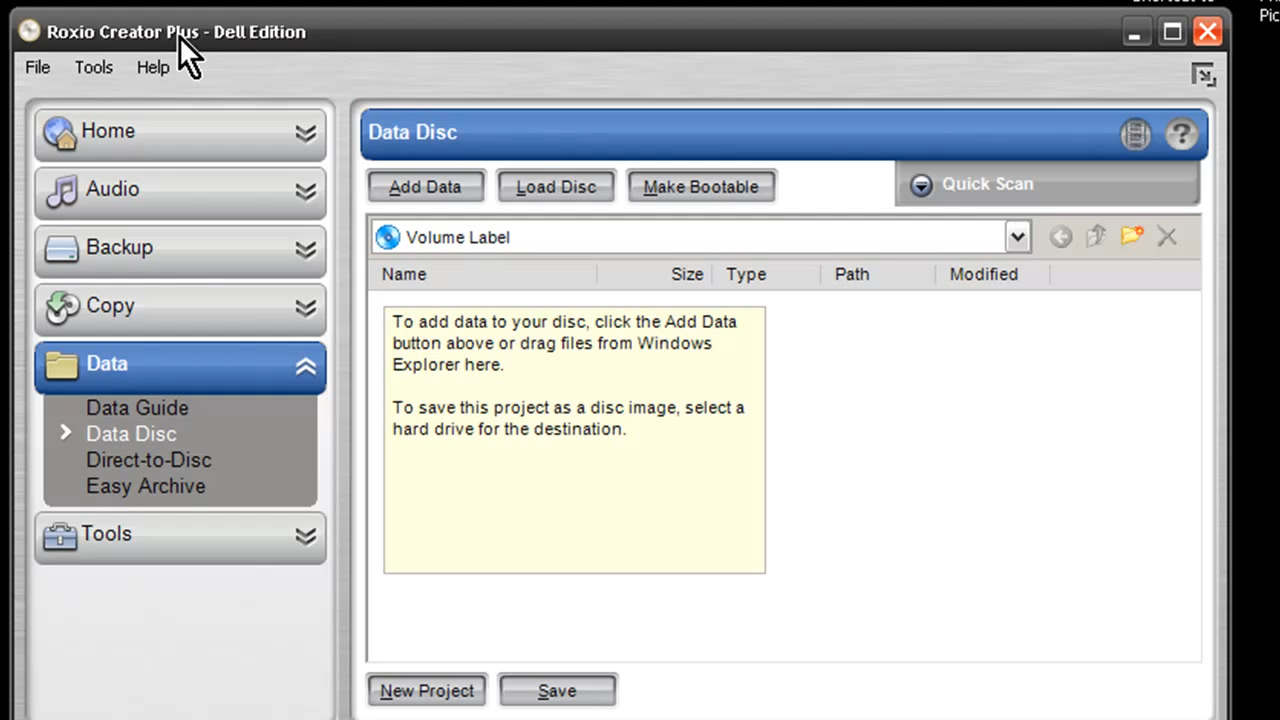 Roxio Creator Plus - Dell Edition
File Tools Help
Home
Audio
Backup
Copy
Data
Data Guide
Data Disc
Direct-to-Disc
Easy Archive
Tools
Data Disc
Add Data Load Disc Make Bootable Quick Scan
Volume Label
Name Size Type Path Modified
To add data to your disc, click the Add Data
button above or drag files from Windows
Explorer here.
To save this project as a disc image, select a
hard drive for the destination.
New Project Save
Pic